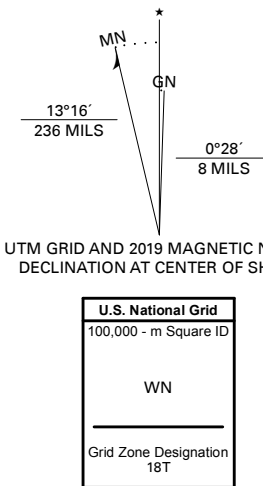 ★
MN
GN
13°16´
236 MILS
0°28´
8 MILS
UTM GRID AND 2019 MAGNETIC
DECLINATION AT CENTER OF
U.S. National Grid
100,000 - m Square ID
WN
Grid Zone Designation
18T